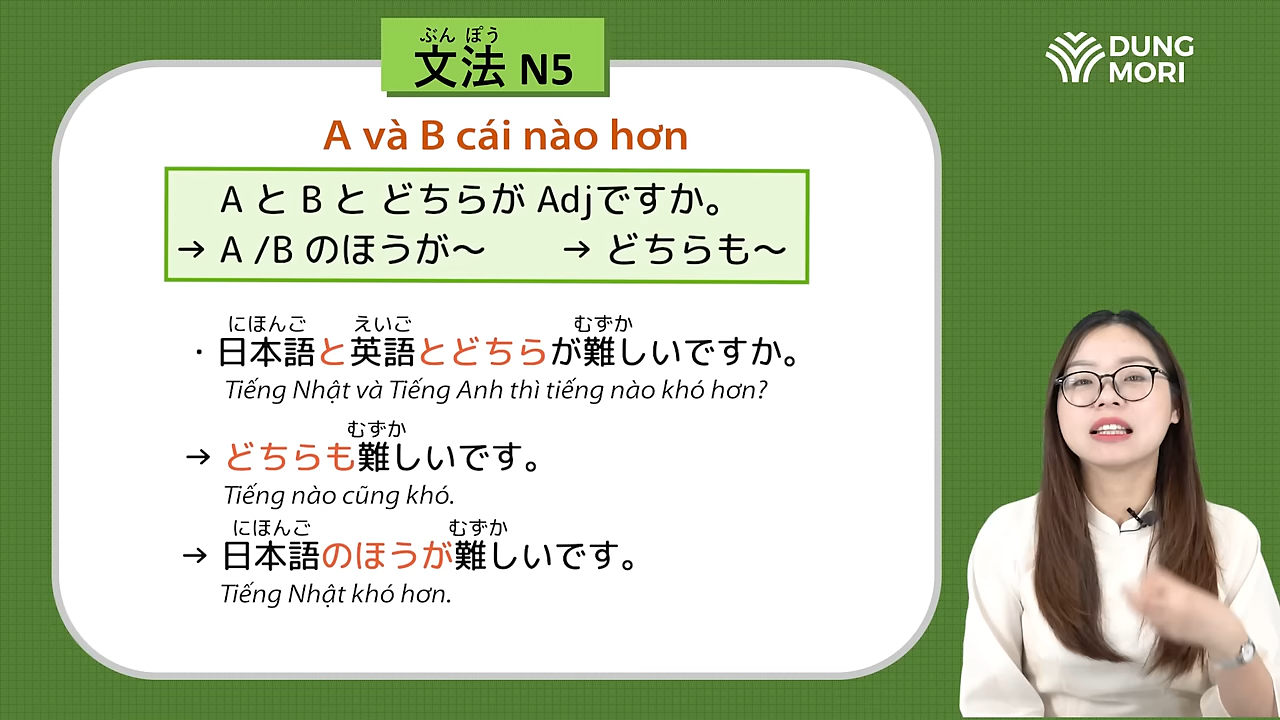 ぶん ぽう
文法 N5
DUNG
MORI
A và B cái nào hơn
A と B と どちらが Adjですか。
→ A /B のほうが～ → どちらも～
にほんご えいご むずか
・日本語と英語とどちらが難しいですか。
Tiếng Nhật và Tiếng Anh thì tiếng nào khó hơn?
むずか
→ どちらも難しいです。
Tiếng nào cũng khó.
にほんご むずか
→ 日本語のほうが難しいです。
Tiếng Nhật khó hơn.